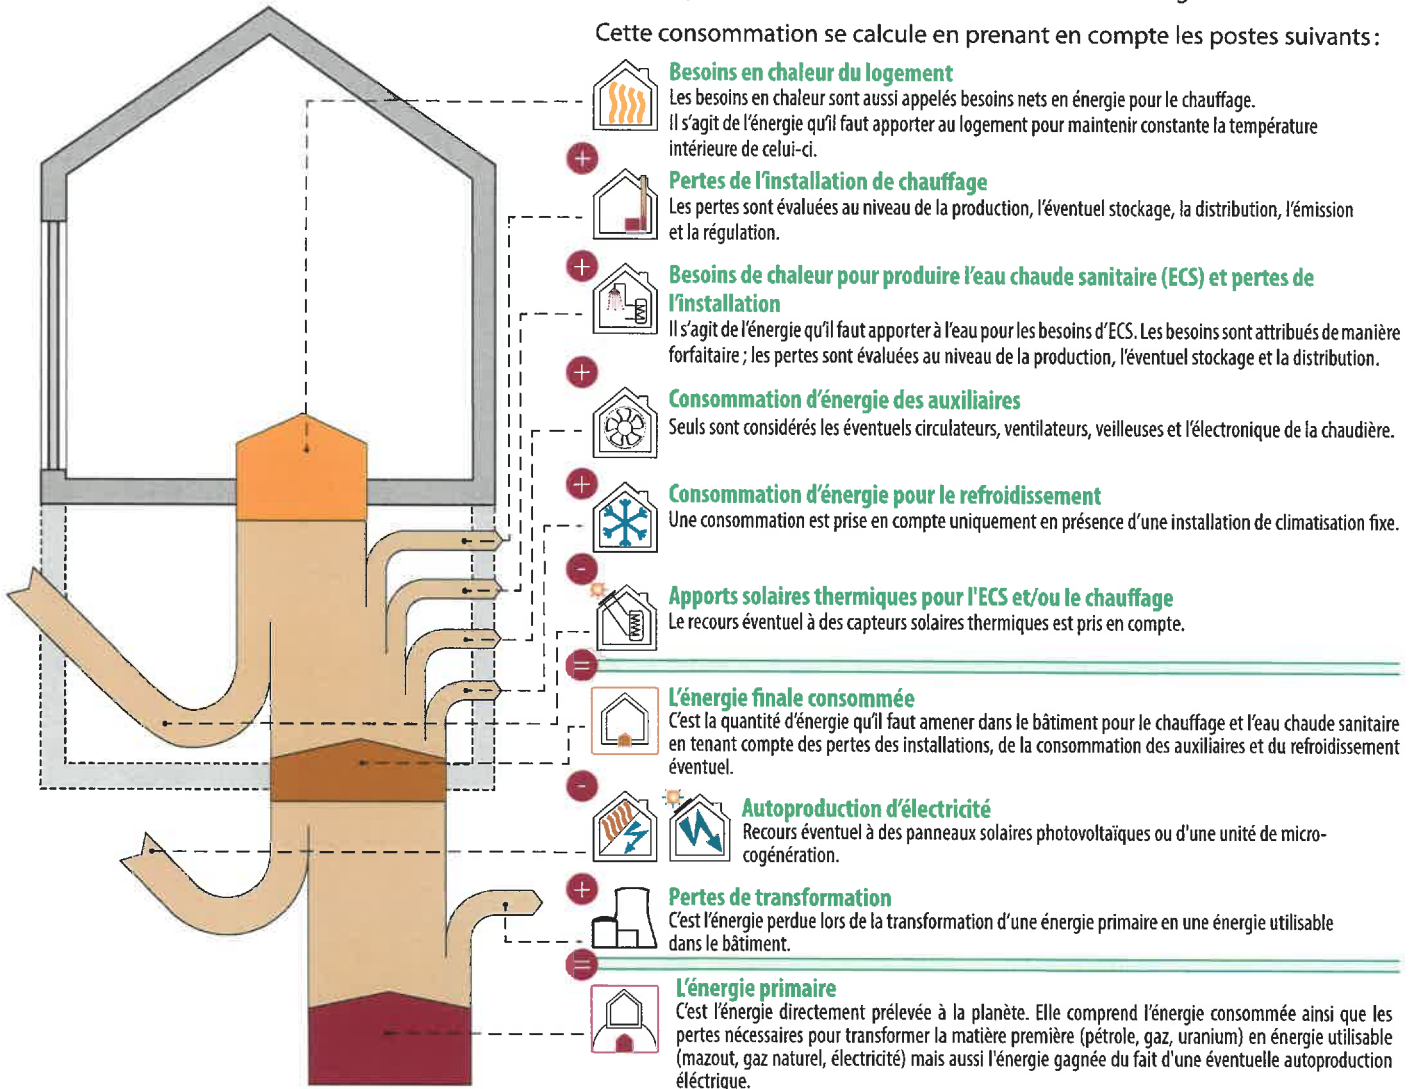 Cette consommation se calcule en prenant en compte les postes suivants :
Besoins en chaleur du logement
Les besoins en chaleur sont aussi appelés besoins nets en énergie pour le chauffage.
Il s'agit de l'énergie qu'il faut apporter au logement pour maintenir constante la température
intérieure de celui-ci.
+
Pertes de l'installation de chauffage
Les pertes sont évaluées au niveau de la production, l'éventuel stockage, la distribution, l'émission
et la régulation.
+
Besoins de chaleur pour produire l'eau chaude sanitaire (ECS) et pertes de
l'installation
Il s'agit de l'énergie qu'il faut apporter à l'eau pour les besoins d'ECS. Les besoins sont attribués de manière
forfaitaire ; les pertes sont évaluées au niveau de la production, l'éventuel stockage et la distribution.
+
Consommation d'énergie des auxiliaires
Seuls sont considérés les éventuels circulateurs, ventilateurs, veilleuses et l'électronique de la chaudière.
+
Consommation d'énergie pour le refroidissement
Une consommation est prise en compte uniquement en présence d'une installation de climatisation fixe.
-
Apports solaires thermiques pour l'ECS et/ou le chauffage
Le recours éventuel à des capteurs solaires thermiques est pris en compte.
=
L'énergie finale consommée
C'est la quantité d'énergie qu'il faut amener dans le bâtiment pour le chauffage et l'eau chaude sanitaire
en tenant compte des pertes des installations, de la consommation des auxiliaires et du refroidissement
éventuel.
-
Autoproduction d'électricité
Recours éventuel à des panneaux solaires photovoltaïques ou d'une unité de micro-
cogénération.
+
Pertes de transformation
C'est l'énergie perdue lors de la transformation d'une énergie primaire en une énergie utilisable
dans le bâtiment.
=
L'énergie primaire
C'est l'énergie directement prélevée à la planète. Elle comprend l'énergie consommée ainsi que les
pertes nécessaires pour transformer la matière première (pétrole, gaz, uranium) en énergie utilisable
(mazout, gaz naturel, électricité) mais aussi l'énergie gagnée du fait d'une éventuelle autoproduction
éléctrique.